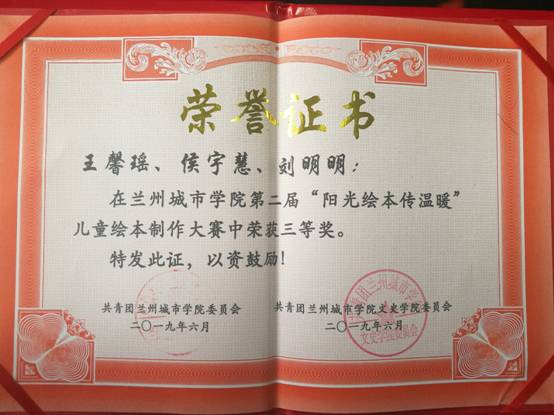 荣誉证书
王馨瑶、侯宇慧、刘明明：
在兰州城市学院第二届“阳光绘本传温暖”
儿童绘本制作大赛中荣获三等奖。
特发此证，以资鼓励！
共青团兰州城市学院委员会
二〇一九年六月
共青团兰州城市学院文史学院委员会
二〇一九年六月